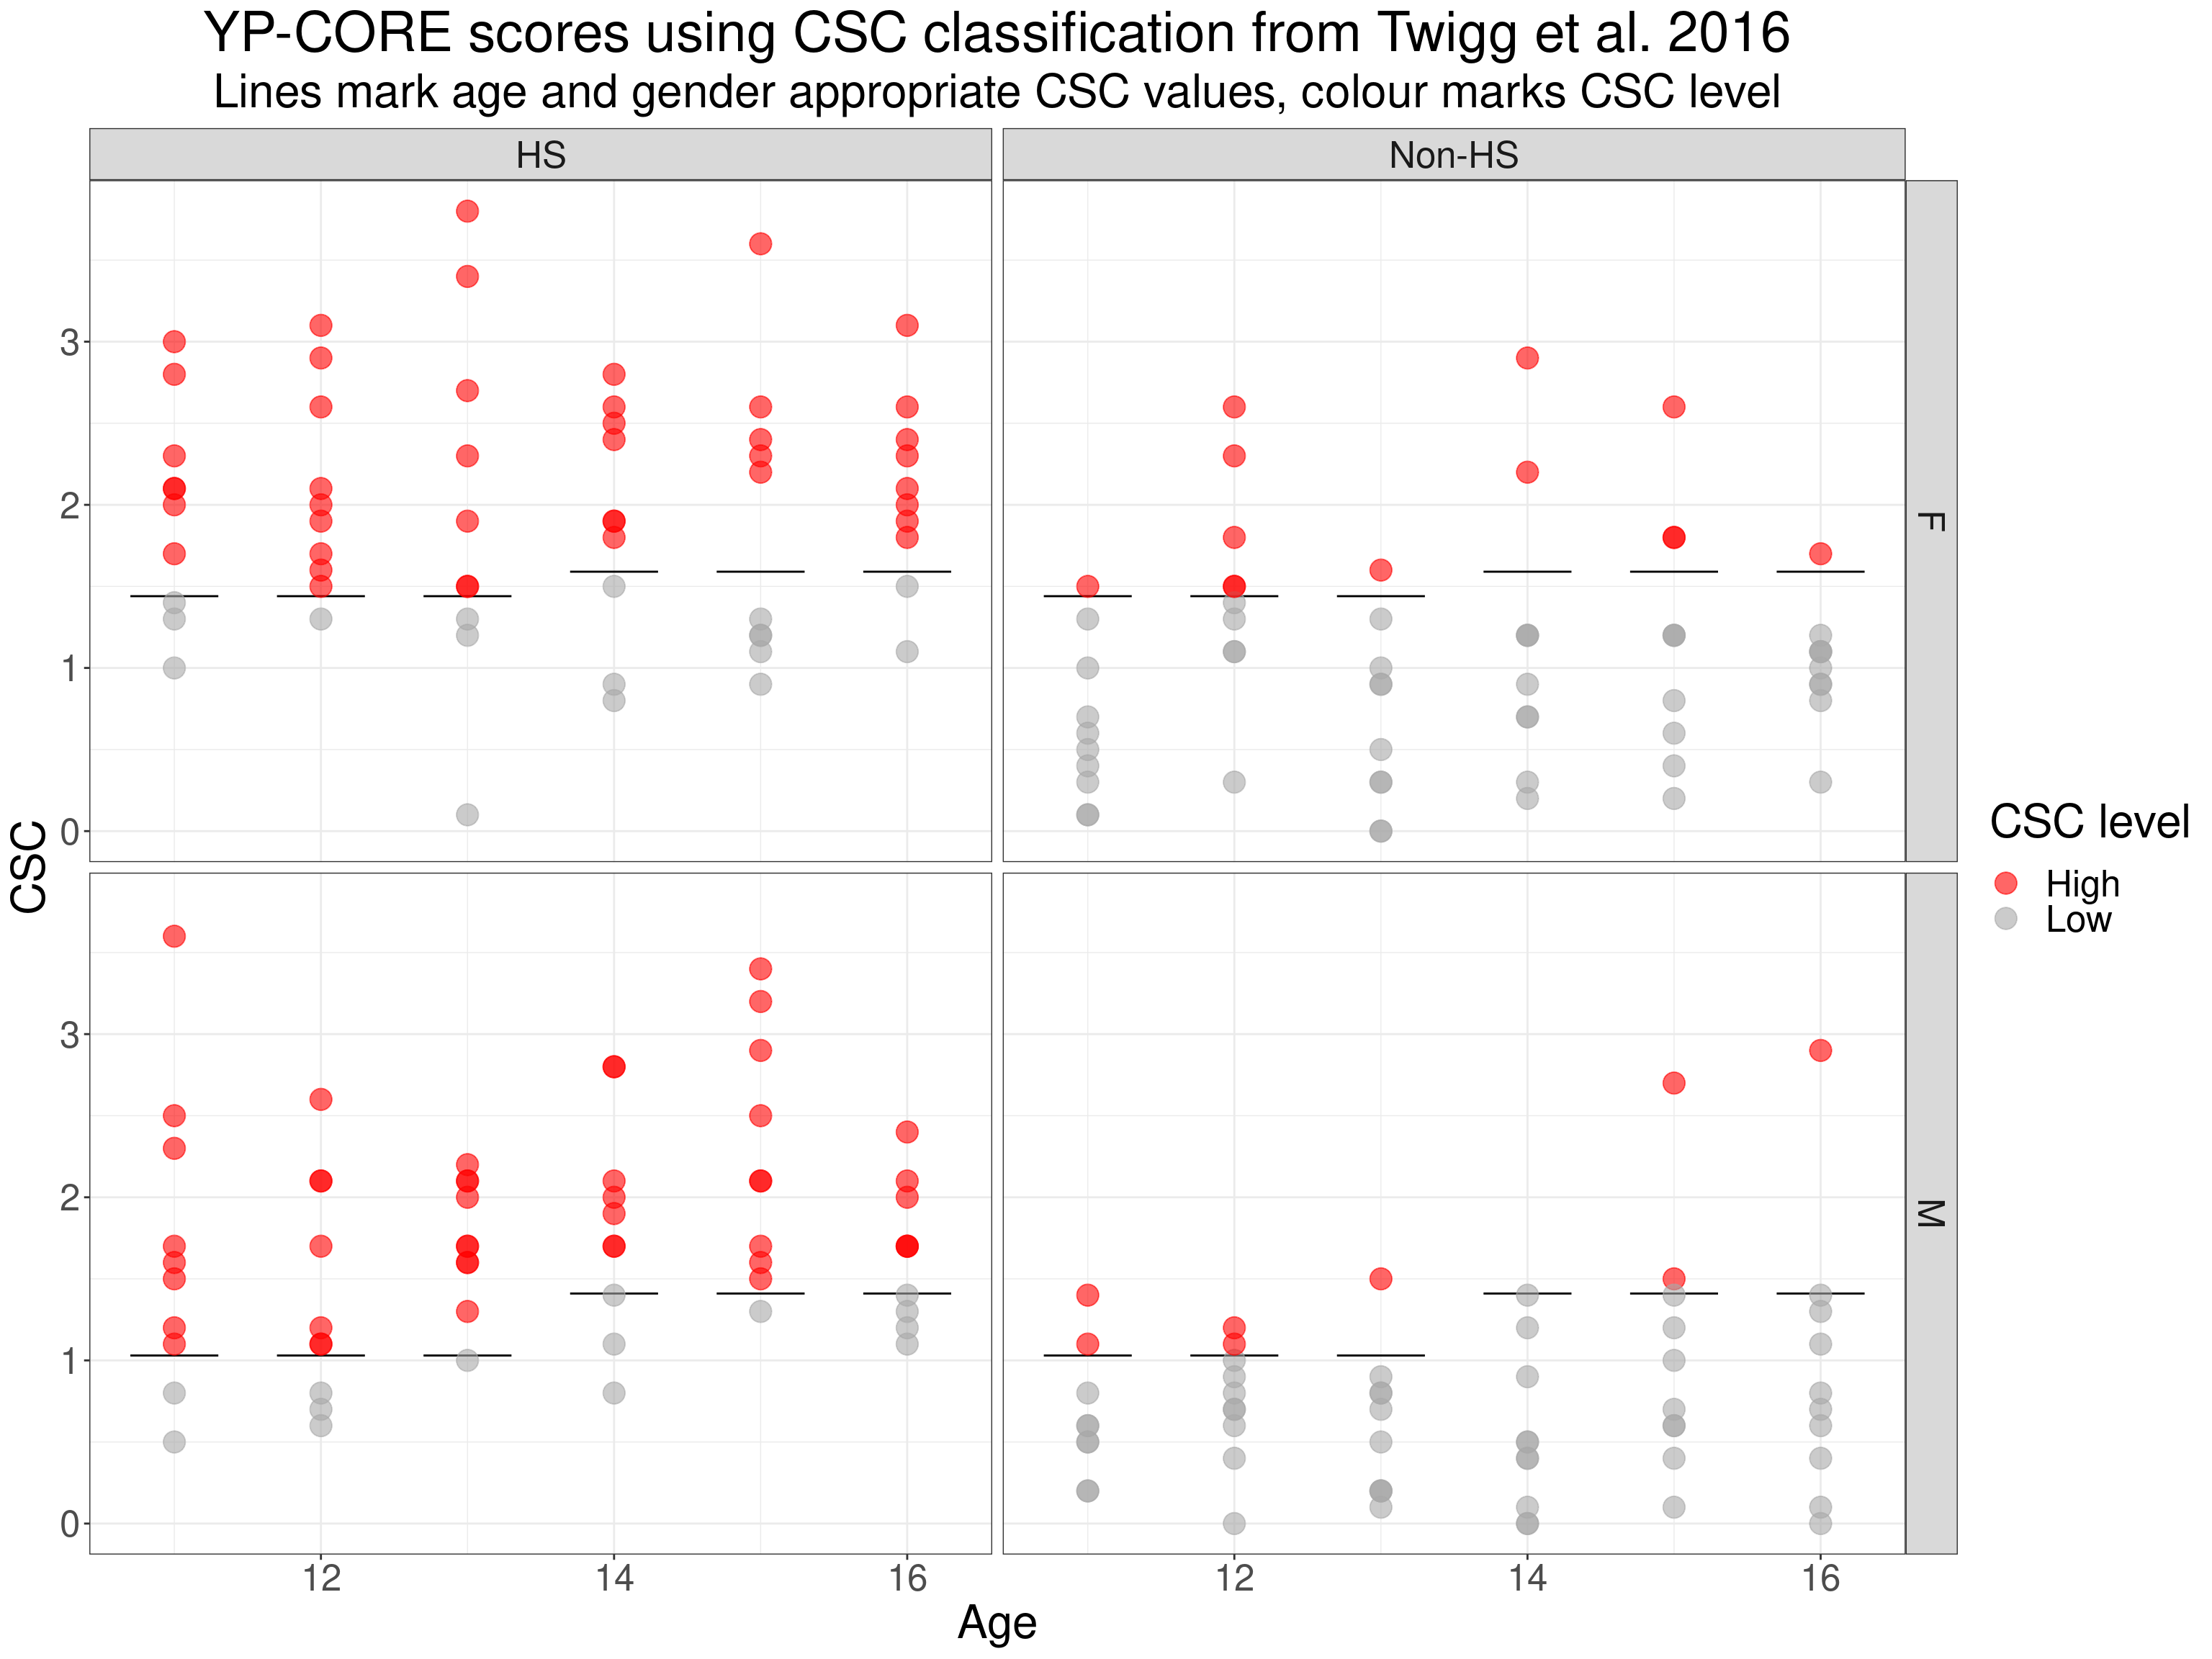 YP-CORE scores using CSC classification from Twigg et al. 2016
Lines mark age and gender appropriate CSC values, colour marks CSC level
HS
Non-HS
3
2
1
0
F
CSC
3
2
1
0
M
CSC level
High
Low
12
14
16
12
14
16
Age